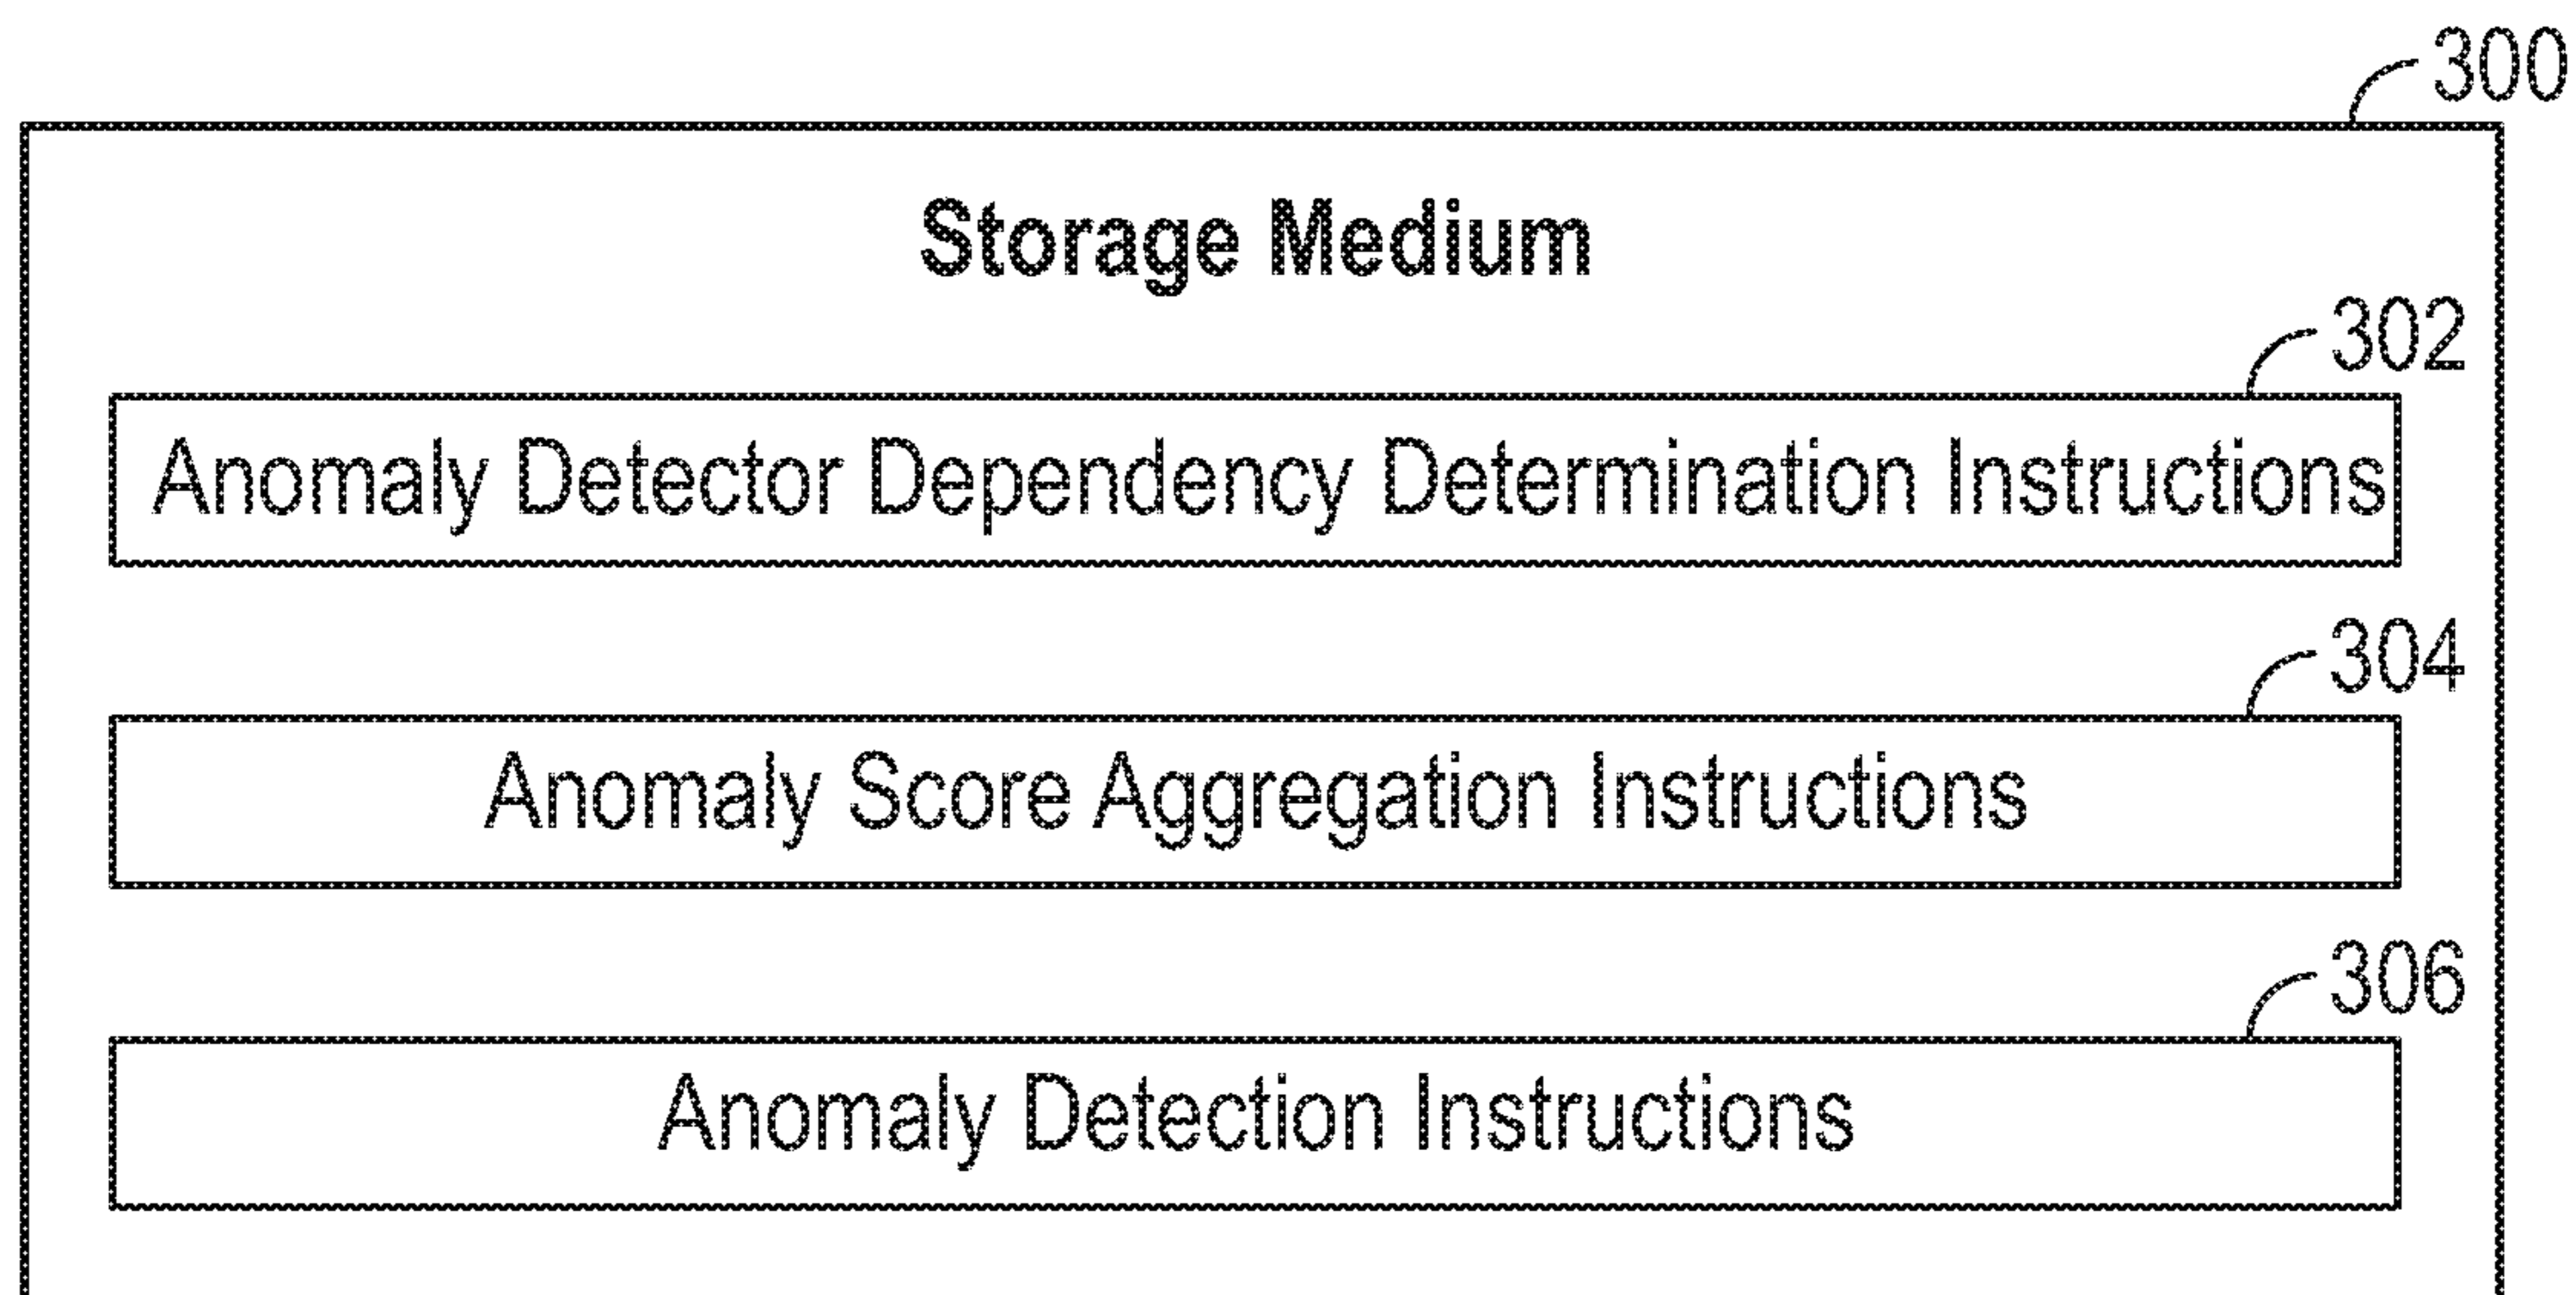 300
Storage Medium
302
Anomaly Detector Dependency Determination Instructions
304
Anomaly Score Aggregation Instructions
306
Anomaly Detection Instructions